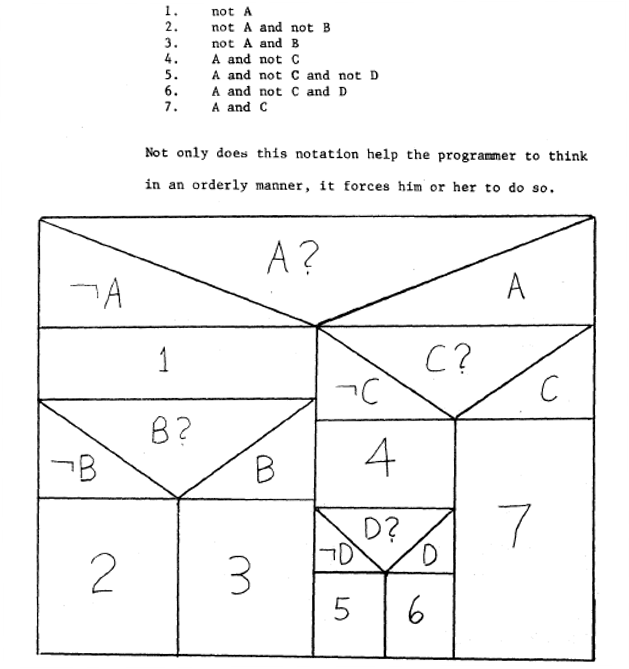 1. not A
2. not A and not B
3. not A and B
4. A and not C
5. A and not C and not D
6. A and not C and D
7. A and C
Not only does this notation help the programmer to think
in an orderly manner, it forces him or her to do so.
A?
¬A
A
1
C?
¬C
C
B?
¬B
B
4
D?
¬D
D
7
2
3
5
6